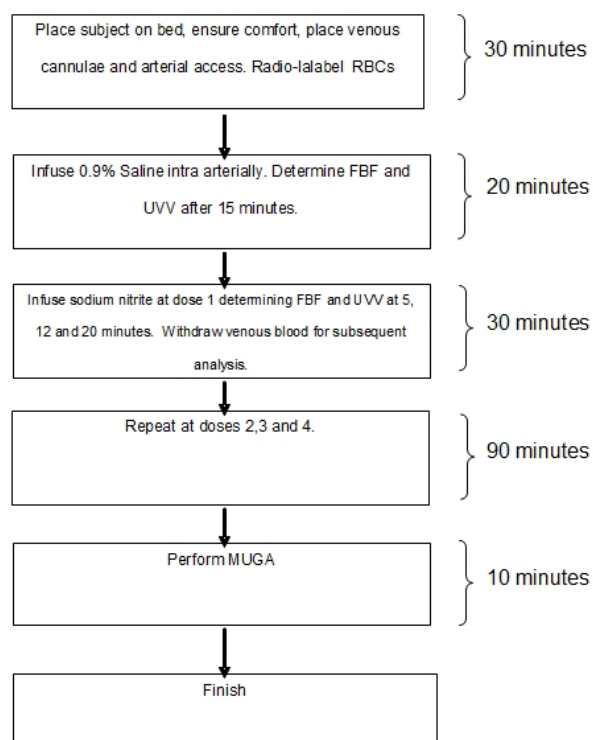 Place subject on bed, ensure comfort, place venous
cannulae and arterial access. Radio-lalabel RBCs
30 minutes
Infuse 0.9% Saline intra arterially. Determine FBF and
UVV after 15 minutes.
20 minutes
Infuse sodium nitrite at dose 1 determining FBF and UVV at 5,
12 and 20 minutes. Withdraw venous blood for subsequent
analysis.
30 minutes
Repeat at doses 2,3 and 4.
90 minutes
Perform MUGA
10 minutes
Finish